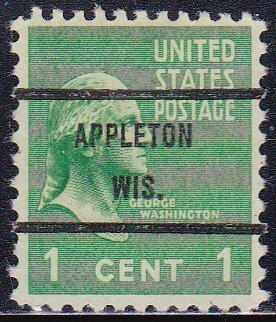 UNITED
STATES
POSTAGE
APPLETON
WIS.
GEORGE
WASHINGTON
1 CENT 1